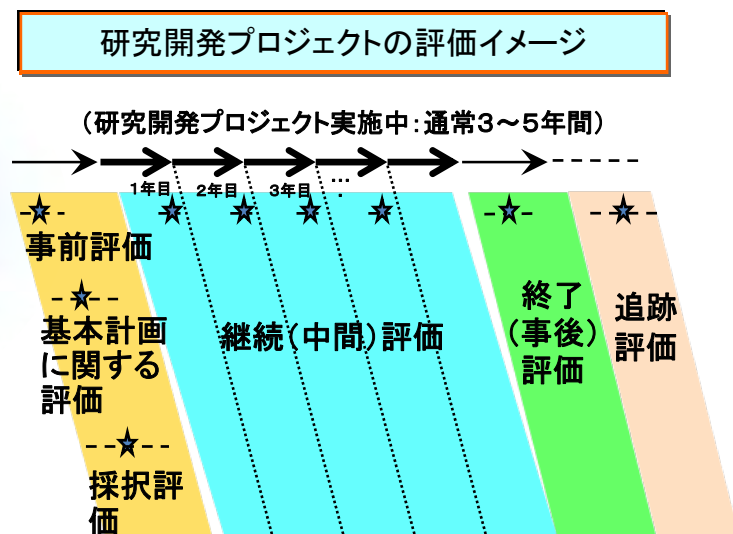 研究開発プロジェクトの評価イメージ
（研究開発プロジェクト実施中：通常３～５年間）
１年目
２年目
３年目
…
.
事前評価
基本計画
に関する
評価
採択評
価
継続（中間）評価
終了
（事後）
評価
追跡
評価